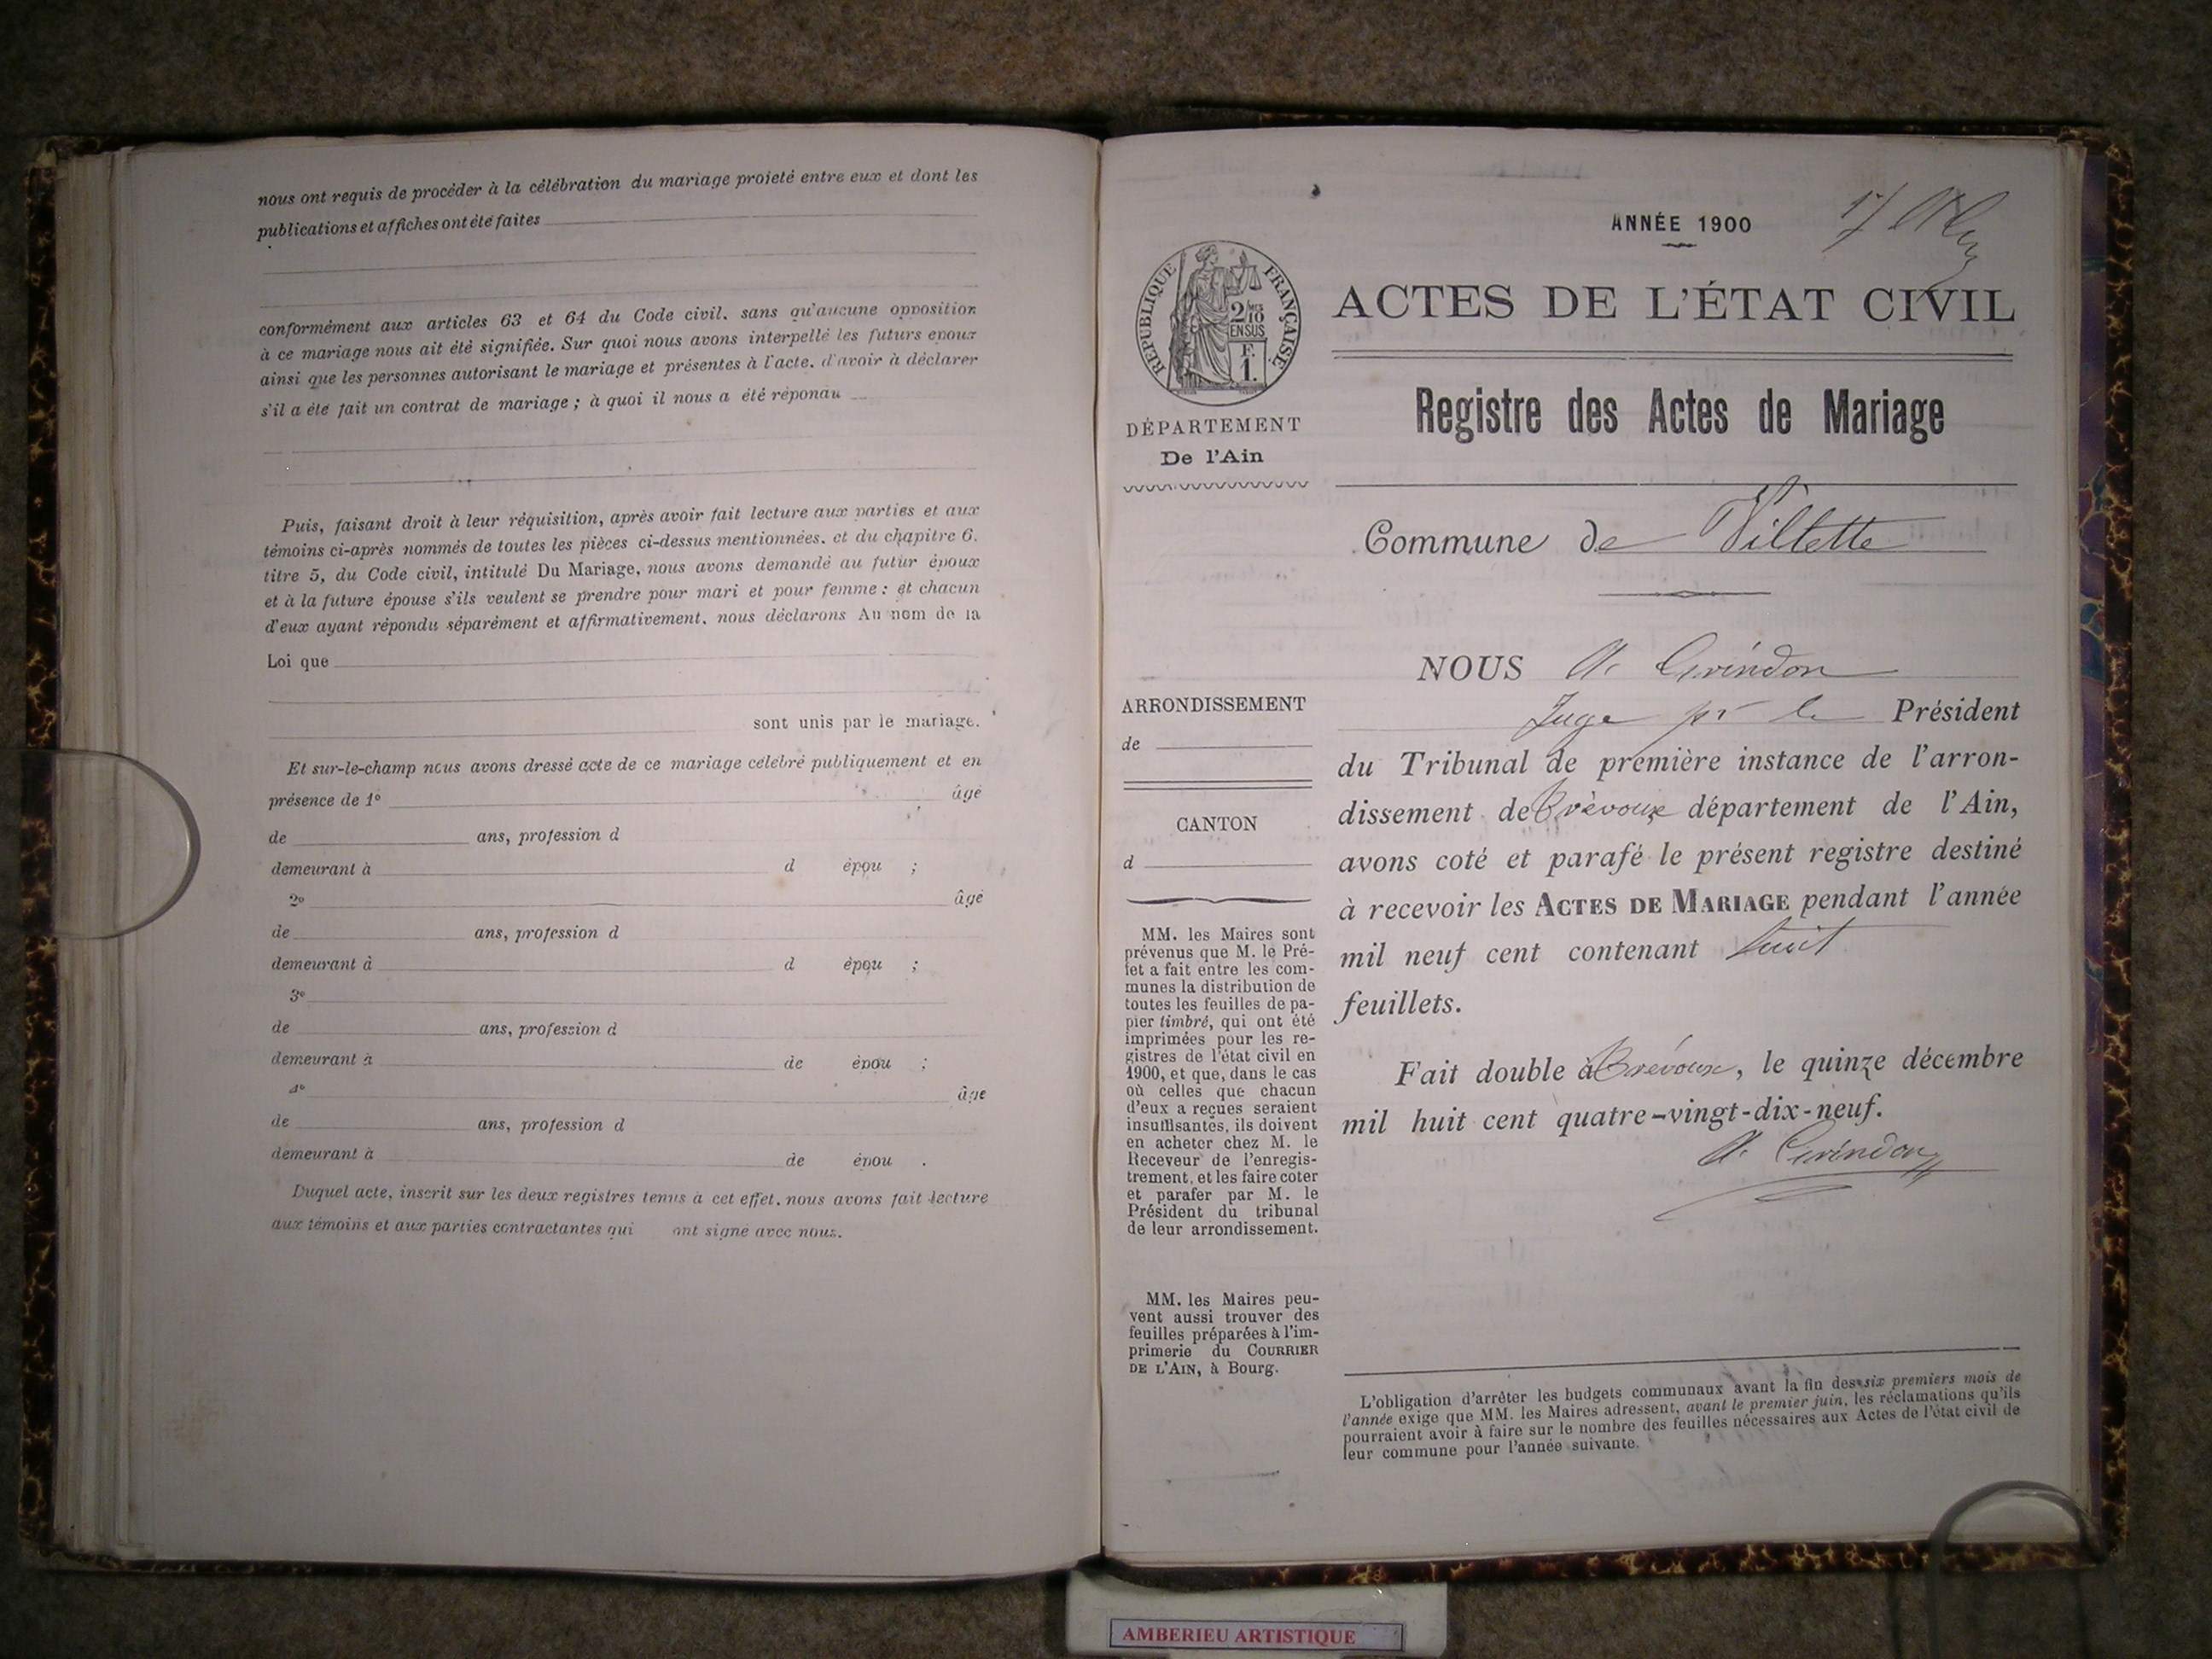 nous ont requis de procéder à la célébration du mariage projeté entre eux et dont les
publications et affiches ont été faites
conformément aux articles 63 et 64 du Code civil, sans qu'aucune opposition
à ce mariage nous ait été signifiée. Sur quoi nous avons interpellé les futurs époux
ainsi que les personnes autorisant le mariage et présentes à l'acte, d'avoir à déclarer
s'il a été fait un contrat de mariage ; à quoi il nous a été répondu
Puis, faisant droit à leur réquisition, après avoir fait lecture aux parties et aux
témoins ci-après nommés de toutes les pièces ci-dessus mentionnées, et du chapitre 6,
titre 5, du Code civil, intitulé Du Mariage, nous avons demandé au futur époux
et à la future épouse s'ils veulent se prendre pour mari et pour femme : et chacun
d'eux ayant répondu séparément et affirmativement, nous déclarons Au nom de la
Loi que
sont unis par le mariage.
Et sur-le-champ nous avons dressé acte de ce mariage célébré publiquement et en
présence de 1° âgé
de ans, profession d
demeurant à d épou ;
2° âgé
de ans, profession d
demeurant à d épou ;
3°
de ans, profession d
demeurant à de épou ;
4° âge
de ans, profession d
demeurant à de épou .
Duquel acte, inscrit sur les deux registres tenus à cet effet, nous avons fait lecture
aux témoins et aux parties contractantes qui ont signé avec nous.
ANNÉE 1900
RÉPUBLIQUE FRANÇAISE
2/10 MES
EN SUS
F.
1.
ACTES DE L'ÉTAT CIVIL
Registre des Actes de Mariage
DÉPARTEMENT
De l'Ain
Commune de Villette
NOUS A. Grindon
Juge pr le Président
du Tribunal de première instance de l'arron-
dissement de Trévoux département de l'Ain,
avons coté et parafé le présent registre destiné
à recevoir les ACTES DE MARIAGE pendant l'année
mil neuf cent contenant huit
feuillets.
Fait double à Trévoux, le quinze décembre
mil huit cent quatre-vingt-dix-neuf.
A. Grindon
ARRONDISSEMENT
de
CANTON
d
MM. les Maires sont
prévenus que M. le Pré-
fet a fait entre les com-
munes la distribution de
toutes les feuilles de pa-
pier timbré, qui ont été
imprimées pour les re-
gistres de l'état civil en
1900, et que, dans le cas
où celles que chacun
d'eux a reçues seraient
insuffisantes, ils doivent
en acheter chez M. le
Receveur de l'enregis-
trement, et les faire coter
et parafer par M. le
Président du tribunal
de leur arrondissement.
MM. les Maires peu-
vent aussi trouver des
feuilles préparées à l'im-
primerie du COURRIER
DE L'AIN, à Bourg.
L'obligation d'arrêter les budgets communaux avant la fin des six premiers mois de
l'année exige que MM. les Maires adressent, avant le premier juin, les réclamations qu'ils
pourraient avoir à faire sur le nombre des feuilles nécessaires aux Actes de l'état civil de
leur commune pour l'année suivante.
AMBERIEU ARTISTIQUE